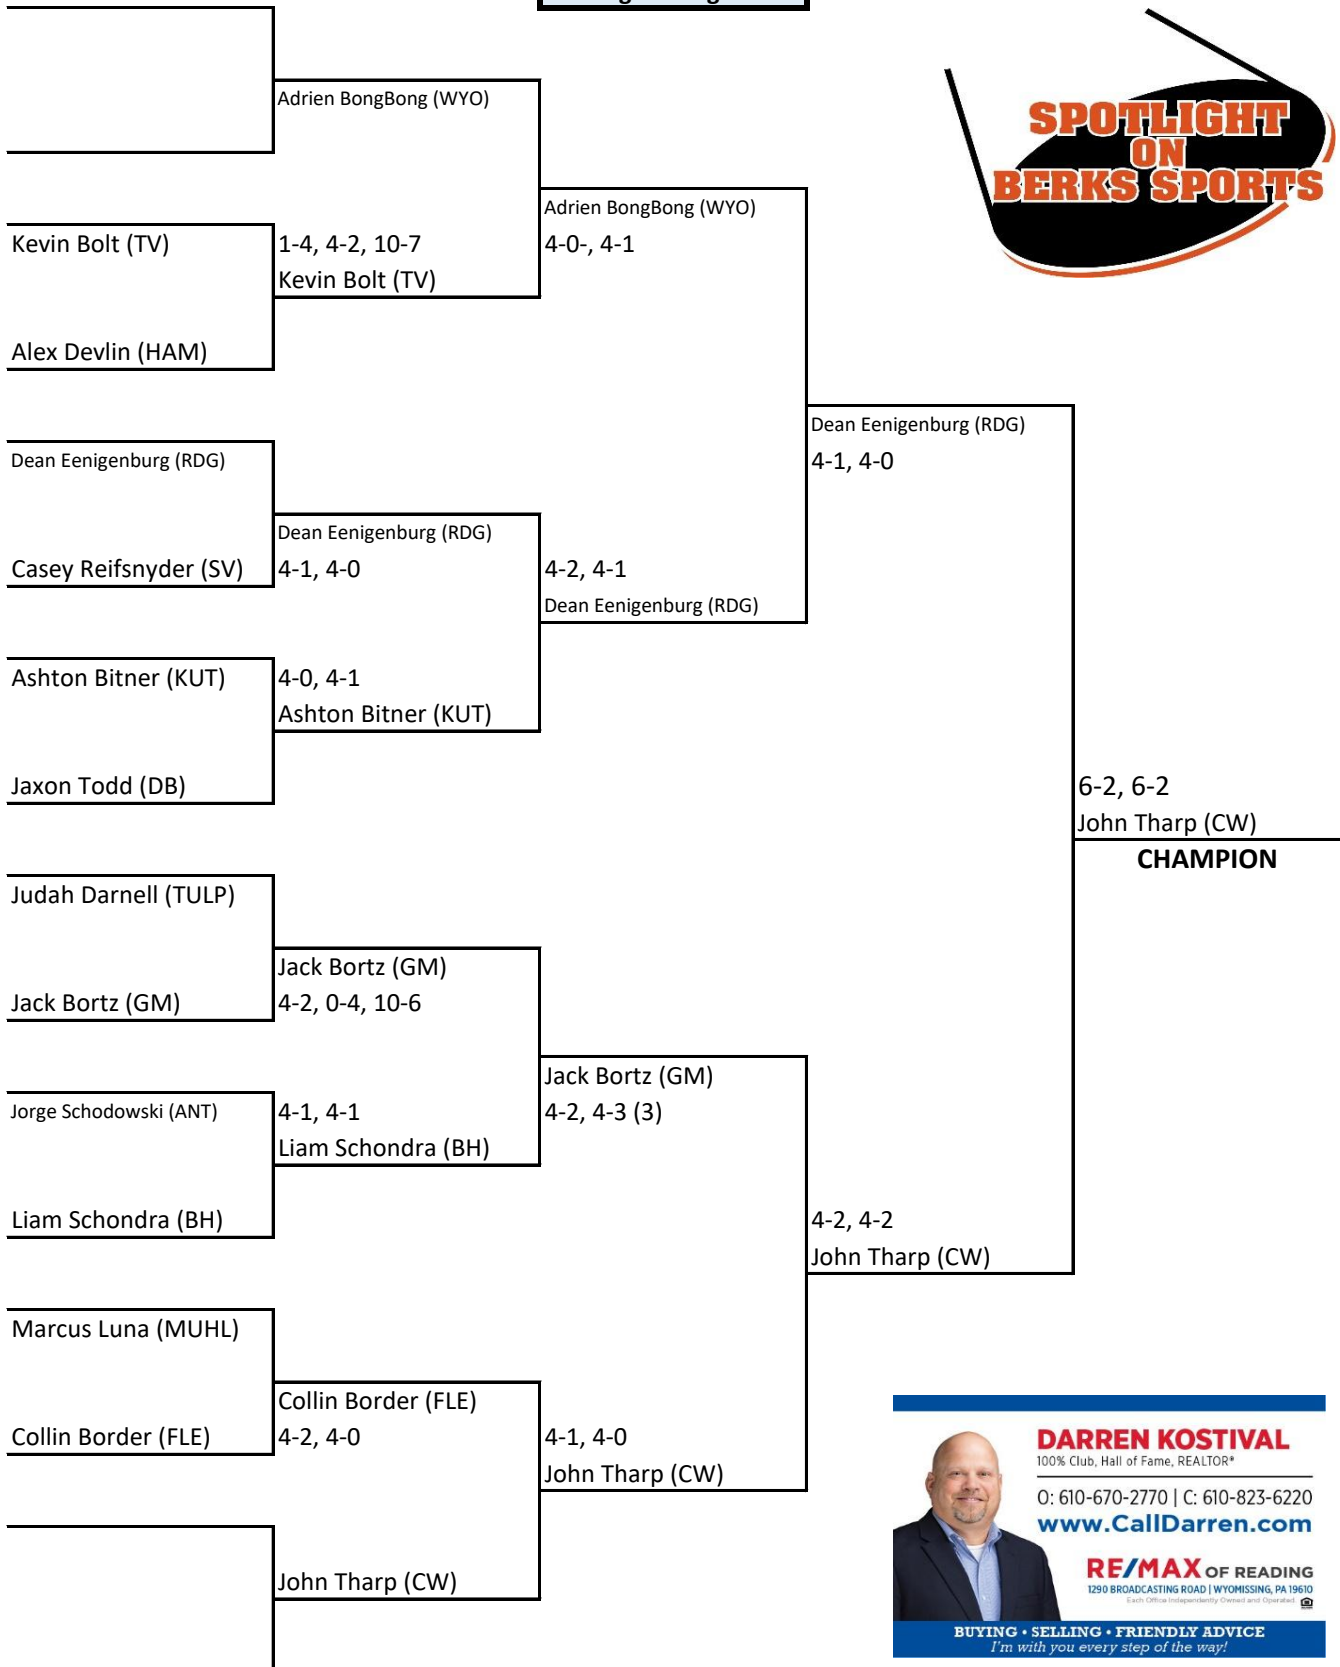 Adrien BongBong (WYO)
Kevin Bolt (TV)
1-4, 4-2, 10-7
Kevin Bolt (TV)
Alex Devlin (HAM)
Adrien BongBong (WYO)
4-0-, 4-1
Dean Eenigenburg (RDG)
Dean Eenigenburg (RDG)
Casey Reifsnyder (SV)
4-1, 4-0
4-2, 4-1
Dean Eenigenburg (RDG)
Ashton Bitner (KUT)
4-0, 4-1
Ashton Bitner (KUT)
Jaxon Todd (DB)
Dean Eenigenburg (RDG)
4-1, 4-0
6-2, 6-2
John Tharp (CW)
CHAMPION
Judah Darnell (TULP)
Jack Bortz (GM)
Jack Bortz (GM)
4-2, 0-4, 10-6
Jack Bortz (GM)
4-2, 4-3 (3)
Jorge Schodowski (ANT)
4-1, 4-1
Liam Schondra (BH)
Liam Schondra (BH)
4-2, 4-2
John Tharp (CW)
Marcus Luna (MUHL)
Collin Border (FLE)
Collin Border (FLE)
4-2, 4-0
4-1, 4-0
John Tharp (CW)
John Tharp (CW)
SPOTLIGHT
ON
BERKS SPORTS
DARREN KOSTIVAL
100% Club, Hall of Fame, REALTOR®
O: 610-670-2770 | C: 610-823-6220
www.CallDarren.com
RE/MAX OF READING
1290 BROADCASTING ROAD | WYOMISSING, PA 19610
Each Office Independently Owned and Operated.
BUYING • SELLING • FRIENDLY ADVICE
I'm with you every step of the way!